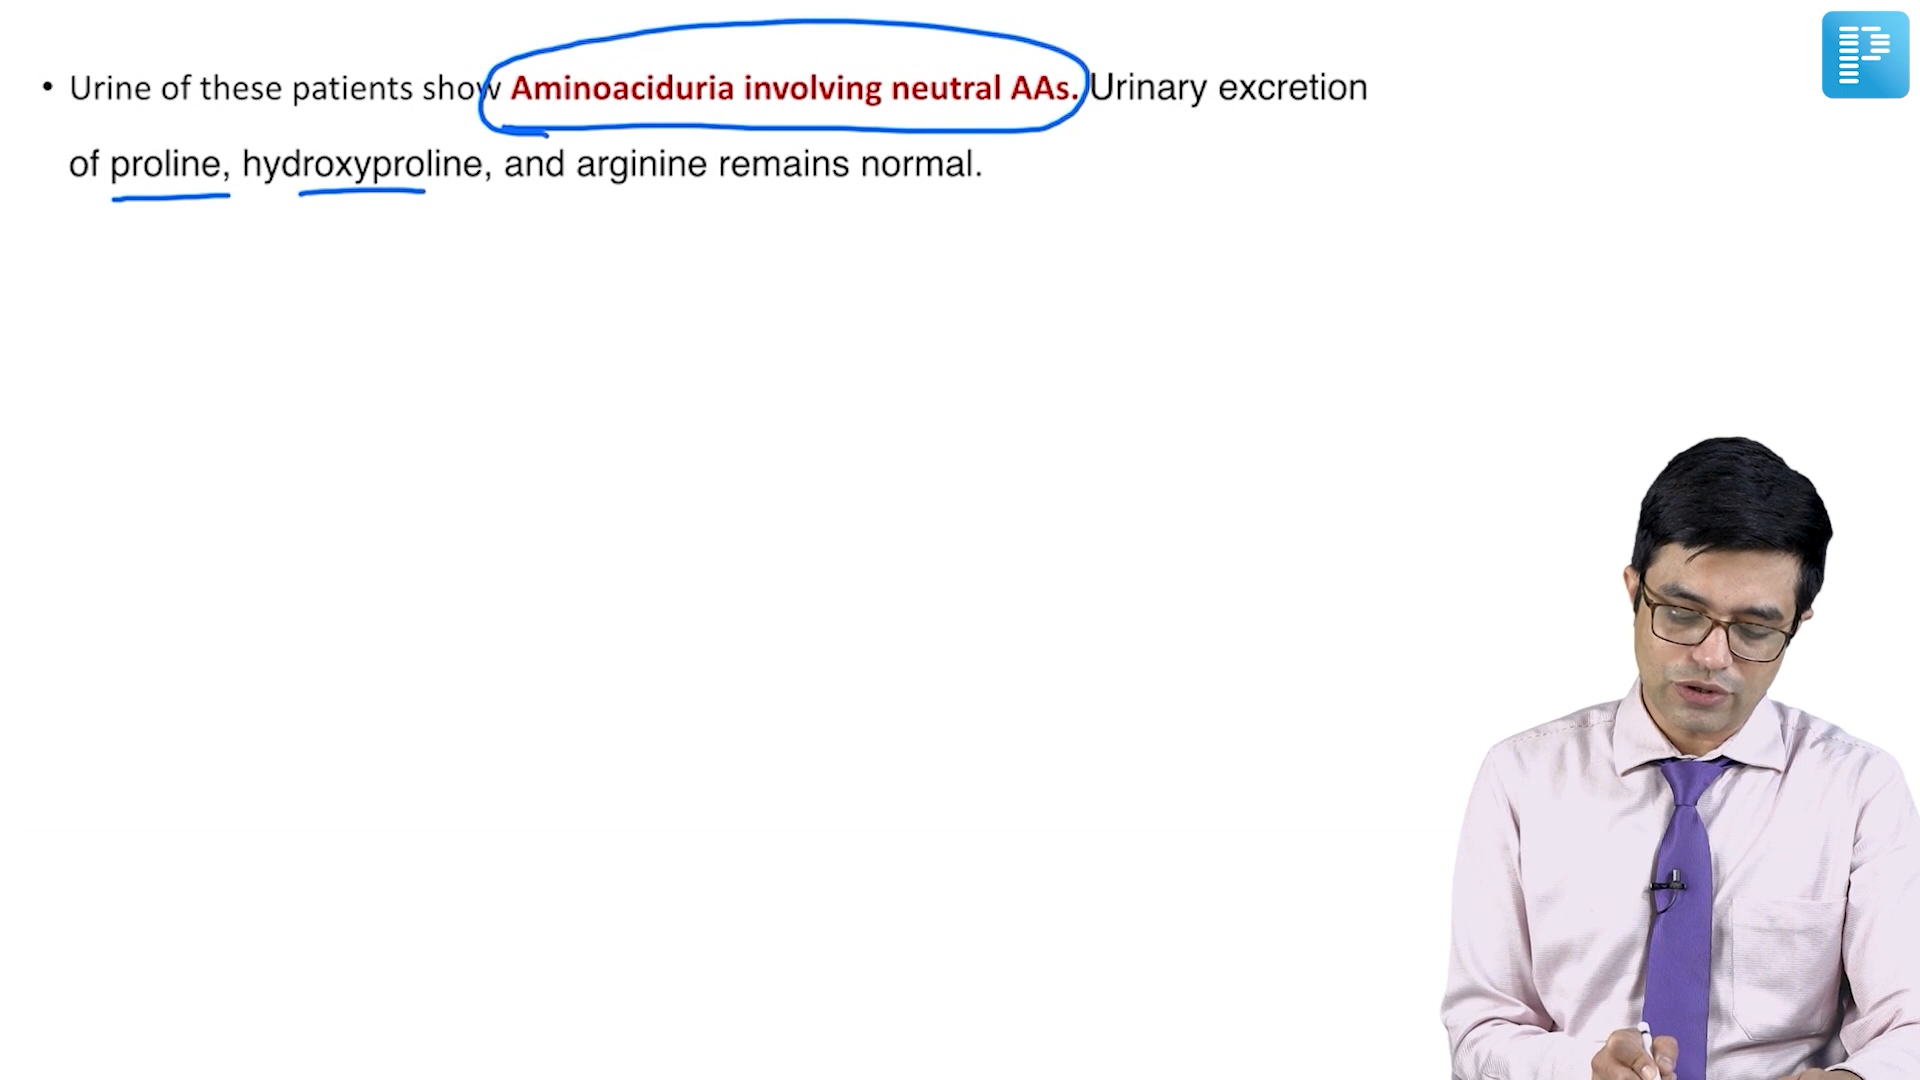 • Urine of these patients show Aminoaciduria involving neutral AAs. Urinary excretion
of proline, hydroxyproline, and arginine remains normal.